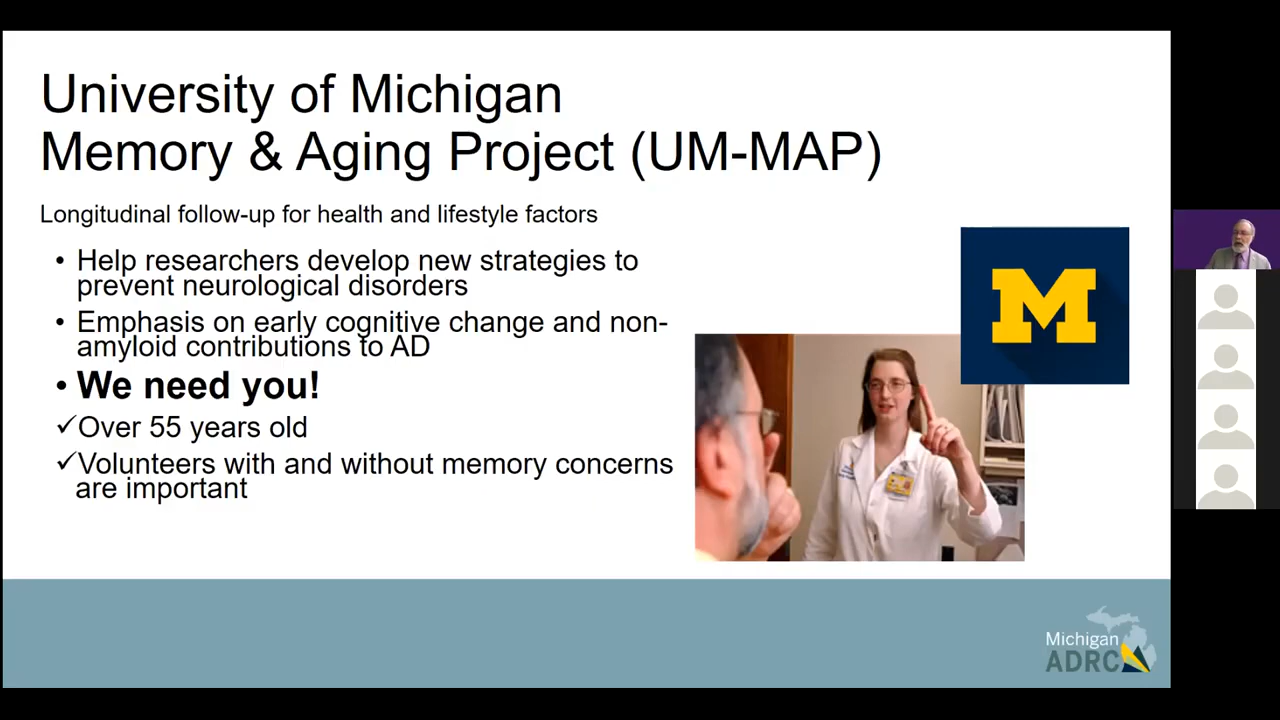 University of Michigan
Memory & Aging Project (UM-MAP)
Longitudinal follow-up for health and lifestyle factors
• Help researchers develop new strategies to
prevent neurological disorders
• Emphasis on early cognitive change and non-
amyloid contributions to AD
• We need you!
✓Over 55 years old
✓Volunteers with and without memory concerns
are important
M
Michigan
ADRC